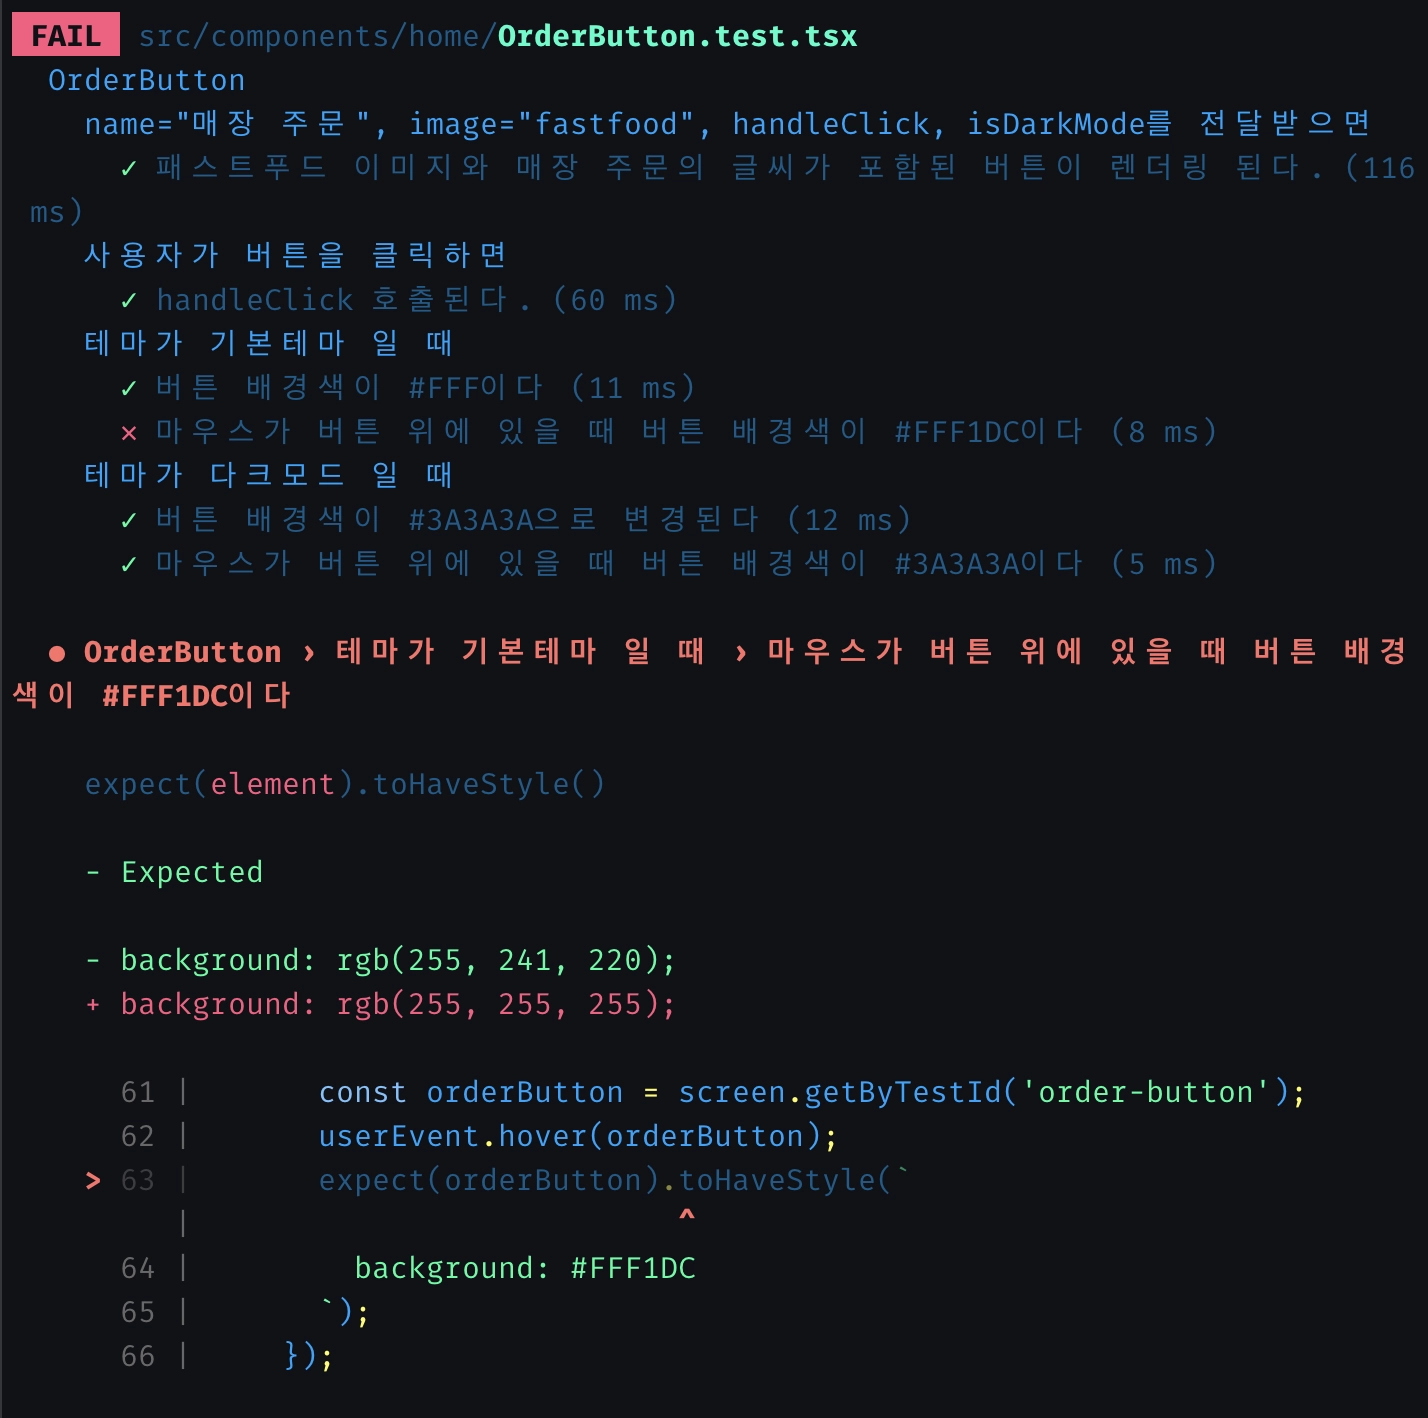 FAIL src/components/home/OrderButton.test.tsx
OrderButton
name="매장 주문", image="fastfood", handleClick, isDarkMode를 전달받으면
✓ 패스트푸드 이미지와 매장 주문의 글씨가 포함된 버튼이 렌더링 된다. (116
ms)
사용자가 버튼을 클릭하면
✓ handleClick 호출된다. (60 ms)
테마가 기본테마 일 때
✓ 버튼 배경색이 #FFF이다 (11 ms)
✕ 마우스가 버튼 위에 있을 때 버튼 배경색이 #FFF1DC이다 (8 ms)
테마가 다크모드 일 때
✓ 버튼 배경색이 #3A3A3A으로 변경된다 (12 ms)
✓ 마우스가 버튼 위에 있을 때 버튼 배경색이 #3A3A3A이다 (5 ms)
● OrderButton › 테마가 기본테마 일 때 › 마우스가 버튼 위에 있을 때 버튼 배경
색이 #FFF1DC이다
expect(element).toHaveStyle()
- Expected
- background: rgb(255, 241, 220);
+ background: rgb(255, 255, 255);
61 | const orderButton = screen.getByTestId('order-button');
62 | userEvent.hover(orderButton);
> 63 | expect(orderButton).toHaveStyle(`
| ^
64 | background: #FFF1DC
65 | `);
66 | });